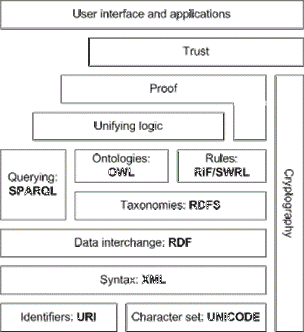 User interface and applications
Trust
Proof
Unifying logic
Querying:
SPARQL
Ontologies:
OWL
Rules:
RIF/SWRL
Taxonomies: RDFS
Cryptography
Data interchange: RDF
Syntax: XML
Identifiers: URI
Character set: UNICODE